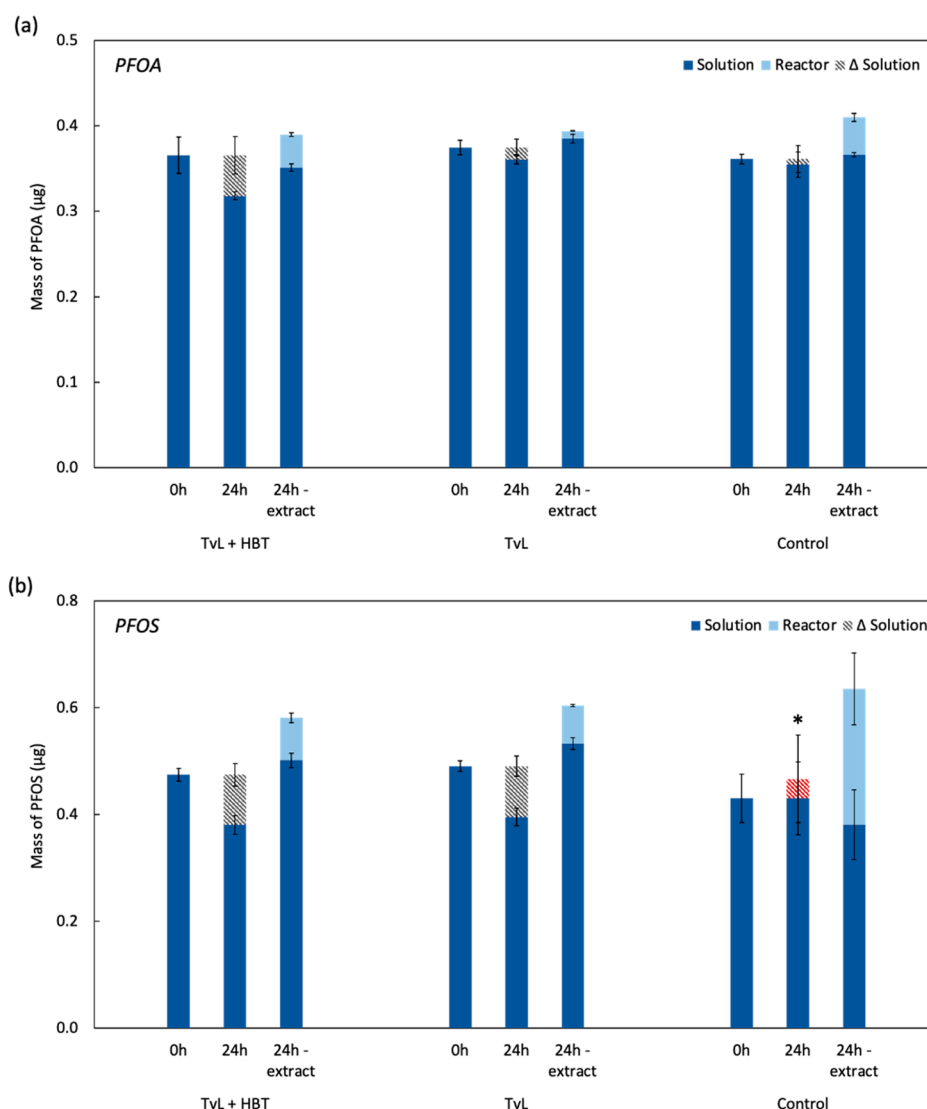 (a)
0.5
PFOA
Solution Reactor Δ Solution
0.4
0.3
0.2
0.1
0.0
Mass of PFOA (µg)
0h 24h 24h - extract 0h 24h 24h - extract 0h 24h 24h - extract
TvL + HBT TvL Control
(b)
0.8
PFOS
Solution Reactor Δ Solution
*
0.6
0.4
0.2
0.0
Mass of PFOS (µg)
0h 24h 24h - extract 0h 24h 24h - extract 0h 24h 24h - extract
TvL + HBT TvL Control